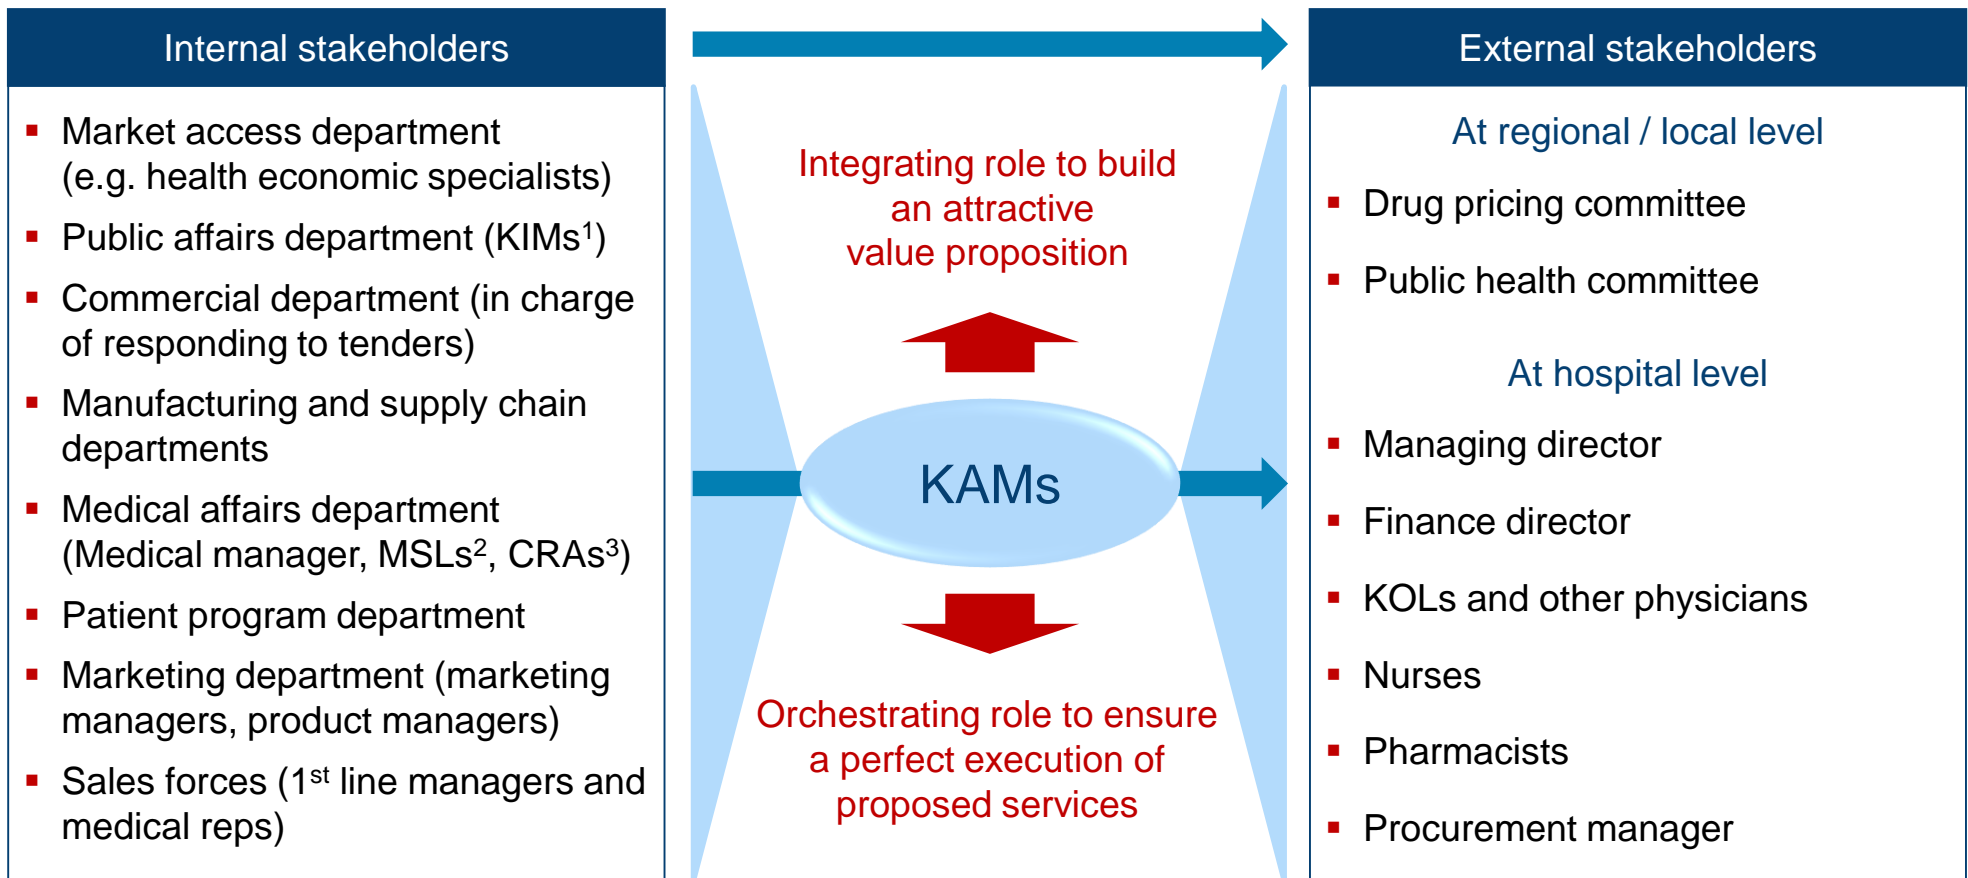 Internal stakeholders
▪ Market access department
(e.g. health economic specialists)
▪ Public affairs department (KIMs¹)
▪ Commercial department (in charge
of responding to tenders)
▪ Manufacturing and supply chain
departments
▪ Medical affairs department
(Medical manager, MSLs², CRAs³)
▪ Patient program department
▪ Marketing department (marketing
managers, product managers)
▪ Sales forces (1st line managers and
medical reps)
Integrating role to build
an attractive
value proposition
KAMs
Orchestrating role to ensure
a perfect execution of
proposed services
External stakeholders
At regional / local level
▪ Drug pricing committee
▪ Public health committee
At hospital level
▪ Managing director
▪ Finance director
▪ KOLs and other physicians
▪ Nurses
▪ Pharmacists
▪ Procurement manager